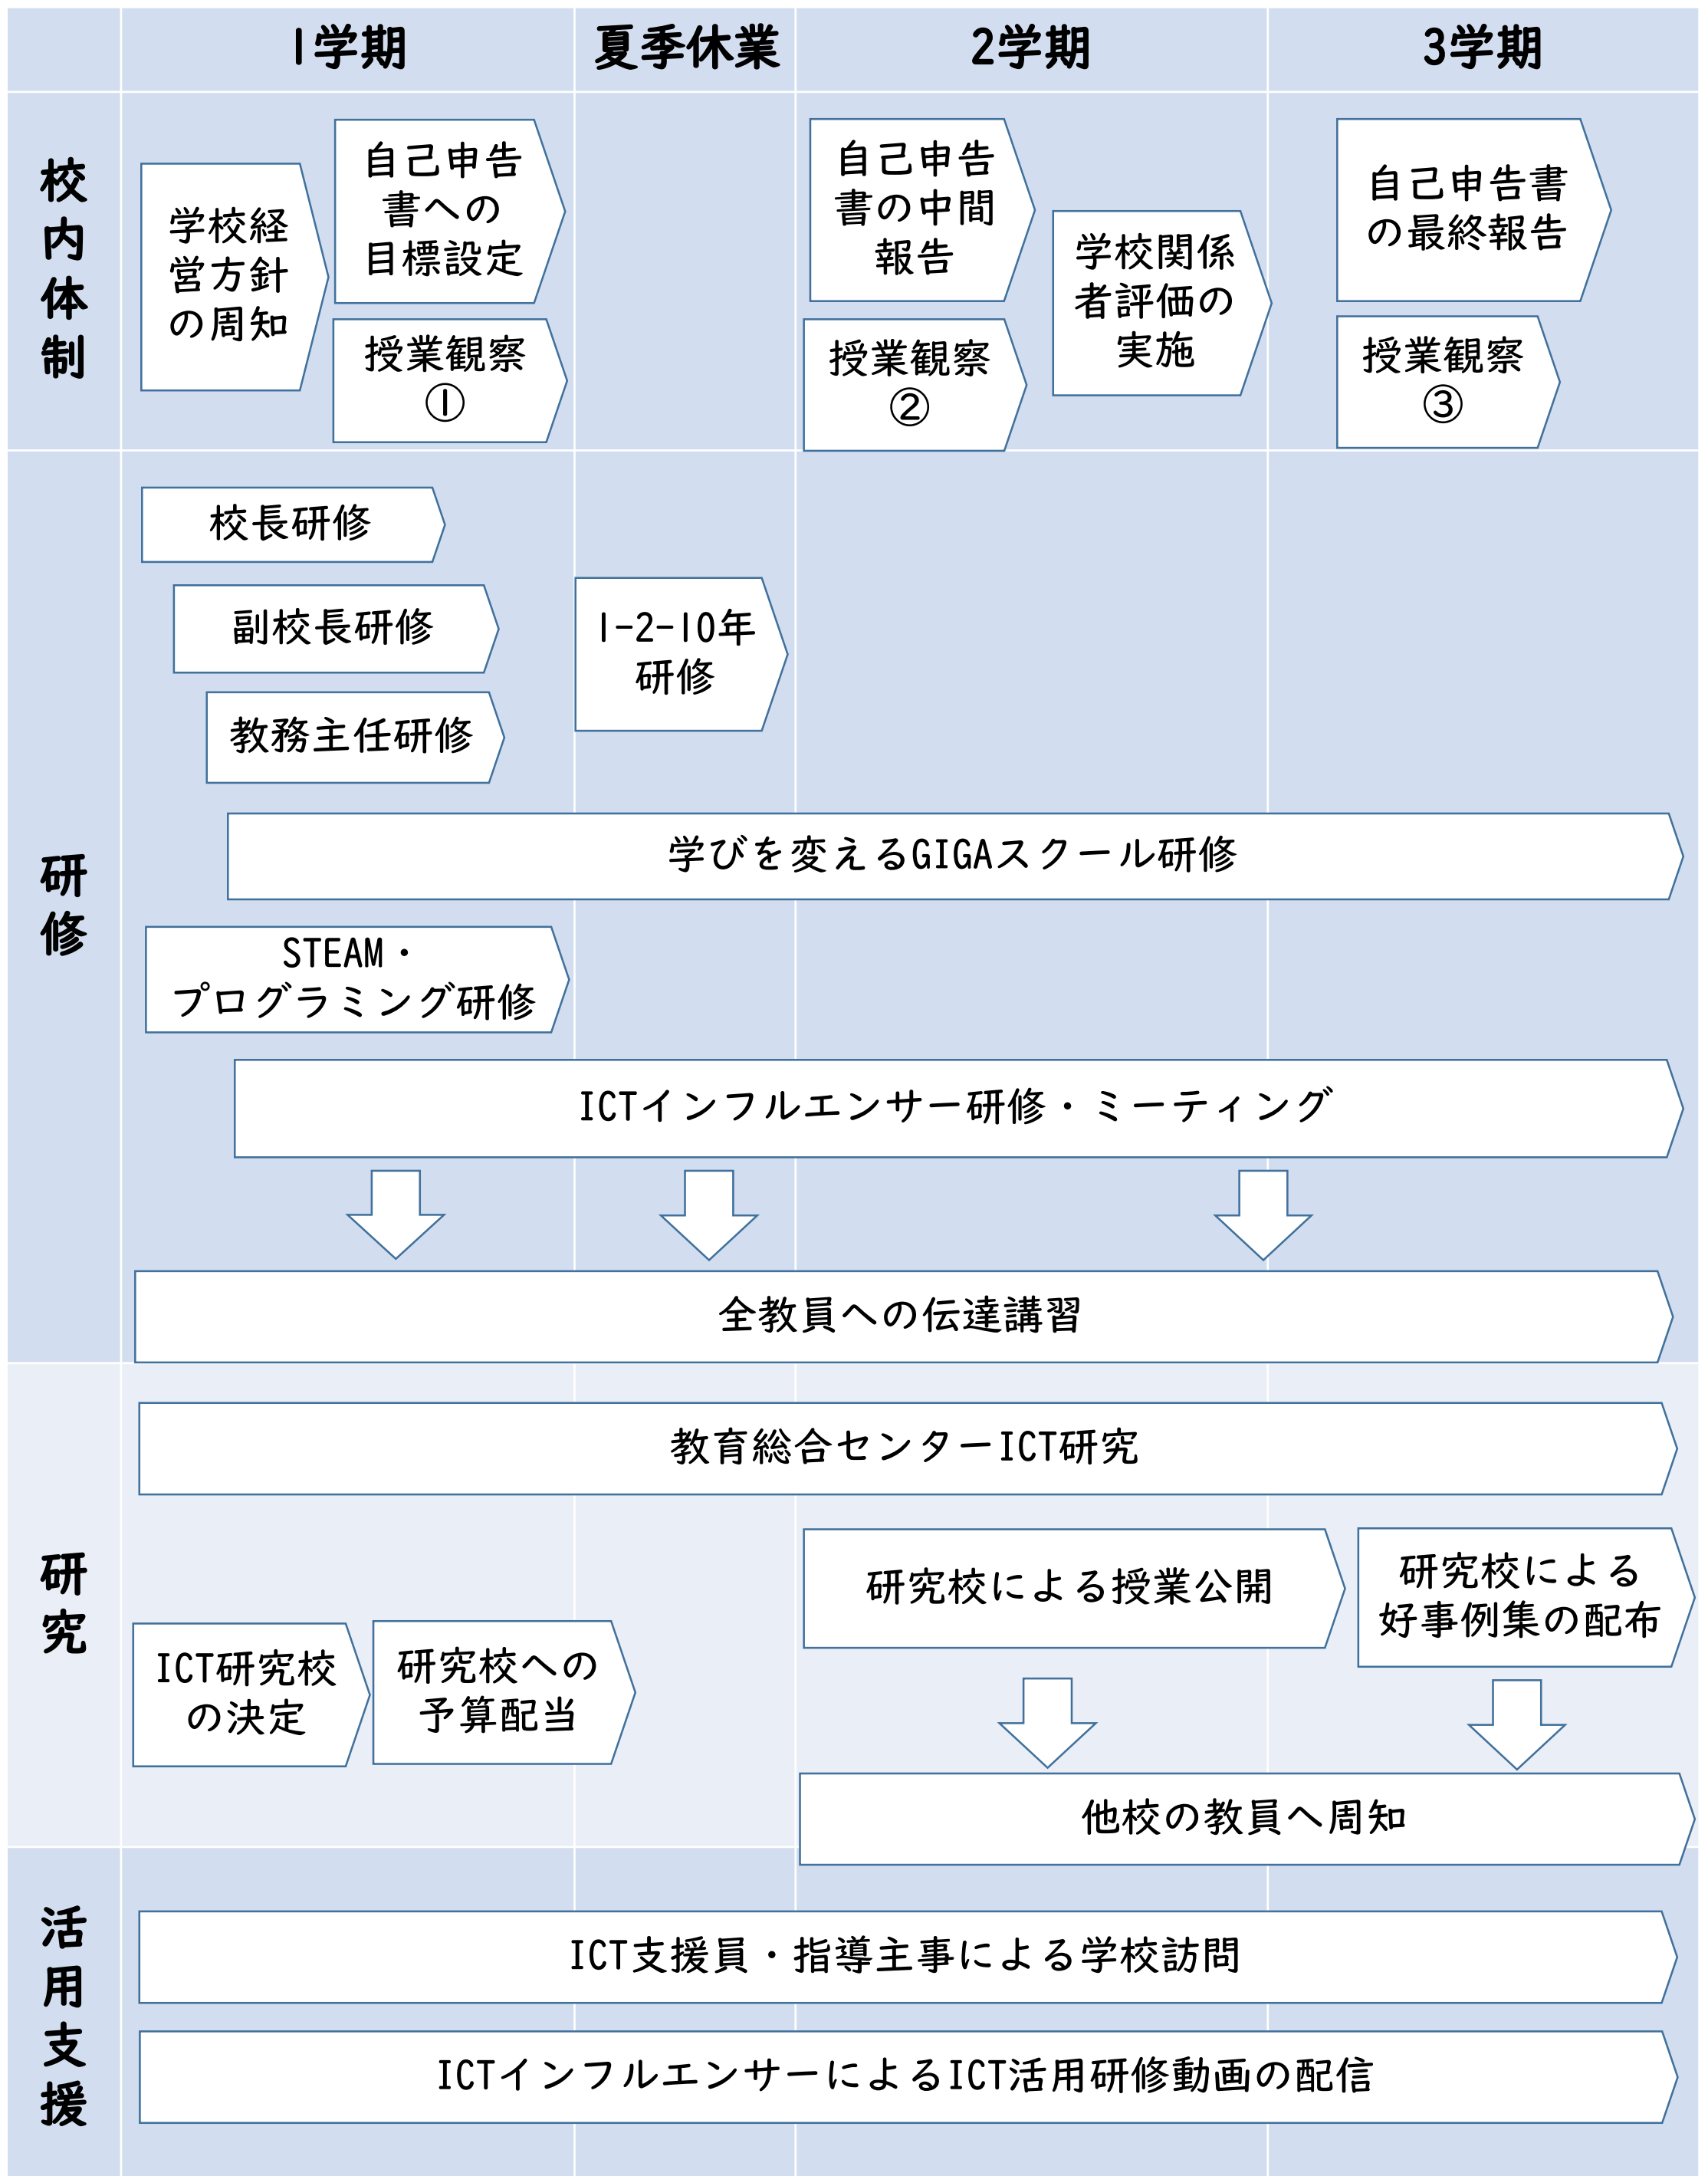 1学期
夏季休業
2学期
3学期
校内体制
学校経
営方針
の周知
自己申告
書への
目標設定
授業観察
①
自己申告
書の中間
報告
授業観察
②
学校関係
者評価の
実施
自己申告書
の最終報告
授業観察
③
研修
校長研修
副校長研修
教務主任研修
1-2-10年
研修
学びを変えるGIGAスクール研修
STEAM・
プログラミング研修
ICTインフルエンサー研修・ミーティング
全教員への伝達講習
研究
教育総合センターICT研究
ICT研究校
の決定
研究校への
予算配当
研究校による授業公開
研究校による
好事例集の配布
他校の教員へ周知
活用支援
ICT支援員・指導主事による学校訪問
ICTインフルエンサーによるICT活用研修動画の配信